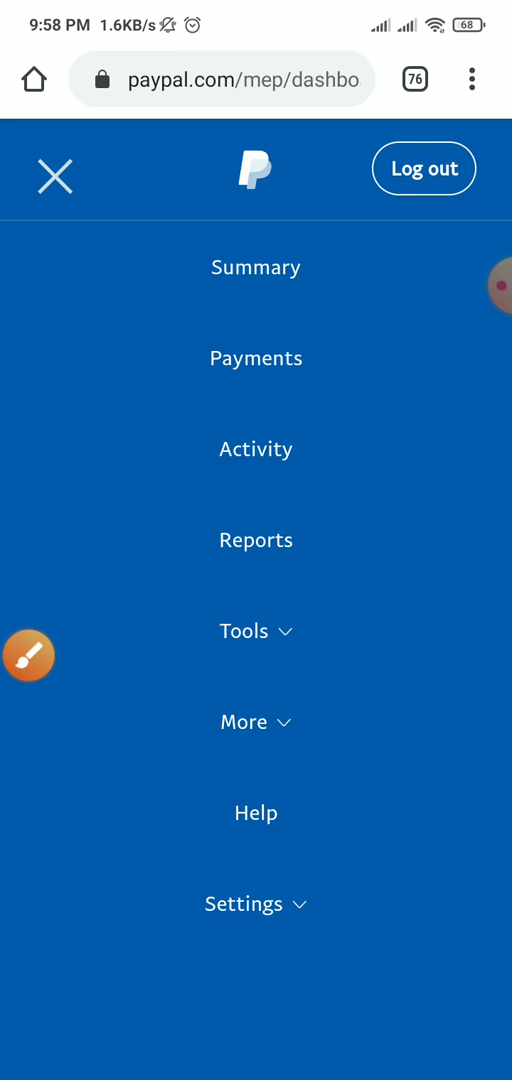 9:58 PM 1.6KB/s 68
paypal.com/mep/dashbo 76
Log out
Summary
Payments
Activity
Reports
Tools
More
Help
Settings